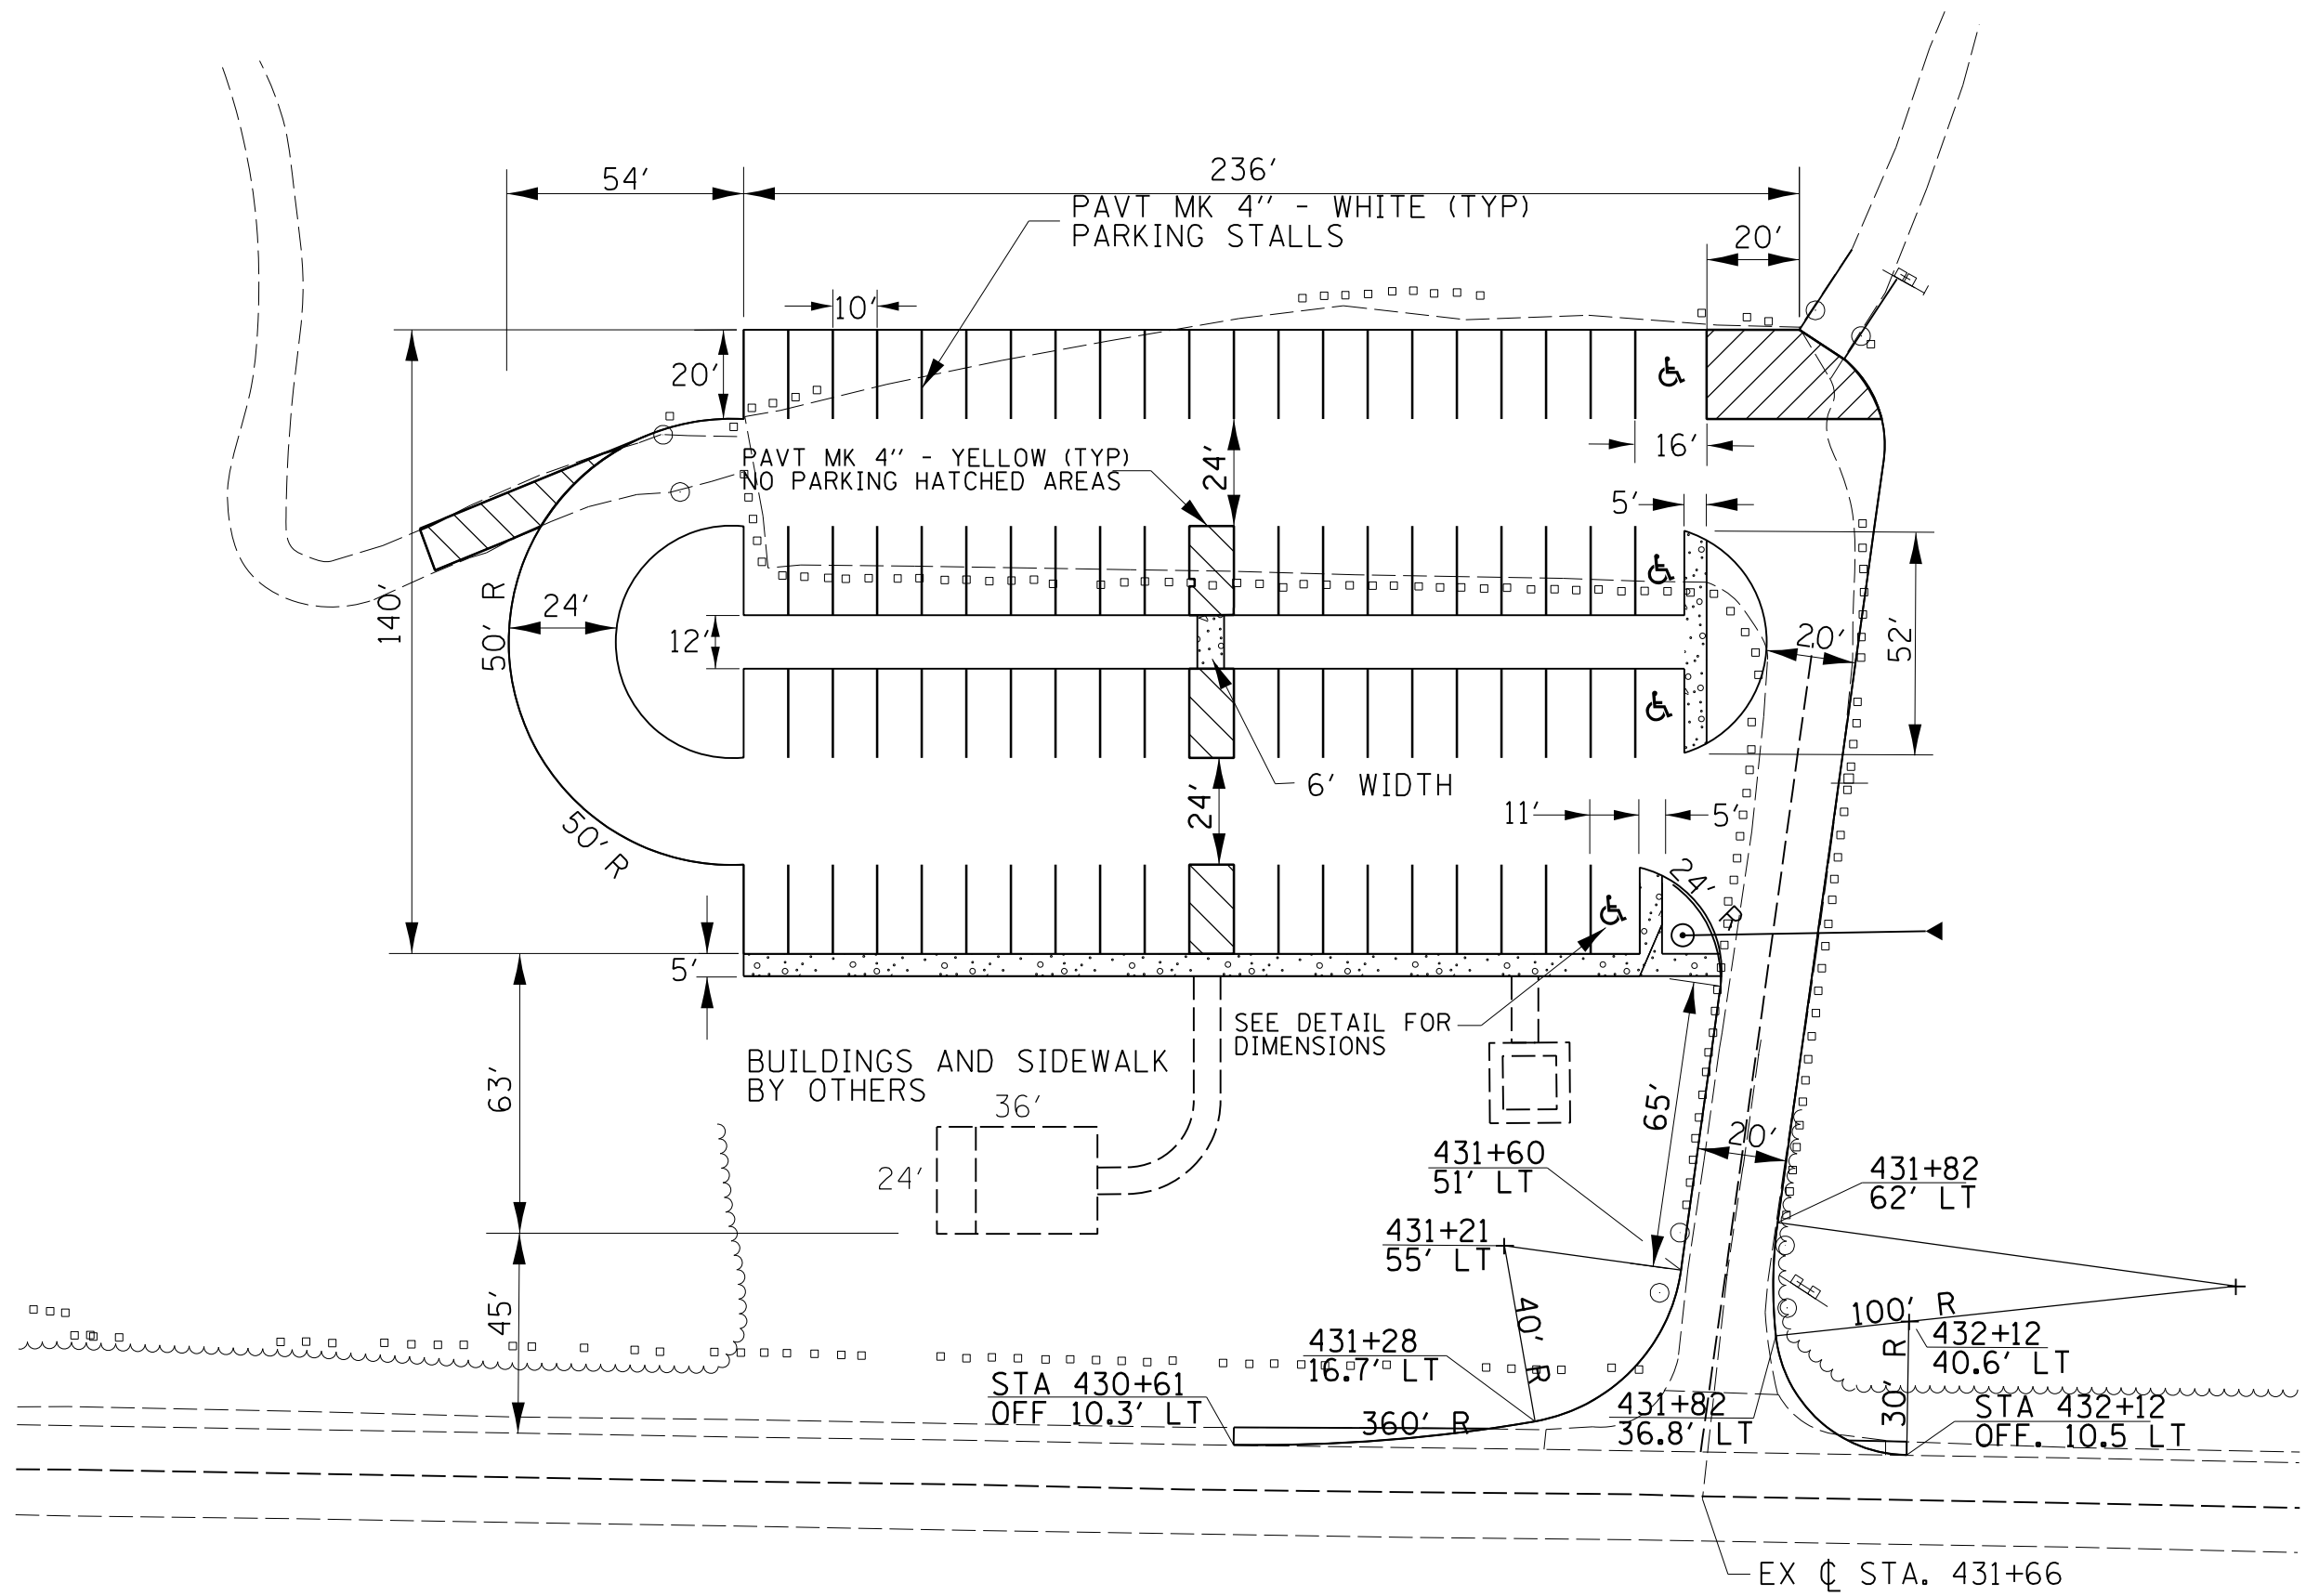 54′
236′
PAVT MK 4′′ - WHITE (TYP)
PARKING STALLS
20′
10′
20′
16′
PAVT MK 4′′ - YELLOW (TYP)
NO PARKING HATCHED AREAS
24′
5′
140′
50′ R
24′
12′
20′
52′
6′ WIDTH
24′
11′
5′
50′ R
24′ R
5′
SEE DETAIL FOR
DIMENSIONS
BUILDINGS AND SIDEWALK
BY OTHERS
63′
36′
24′
65′
20′
431+60
51′ LT
431+82
62′ LT
431+21
55′ LT
45′
40′ R
100′ R
431+28
16.7′ LT
432+12
40.6′ LT
30′ R
STA 430+61
OFF 10.3′ LT
360′ R
431+82
36.8′ LT
STA 432+12
OFF. 10.5 LT
EX ℄ STA. 431+66